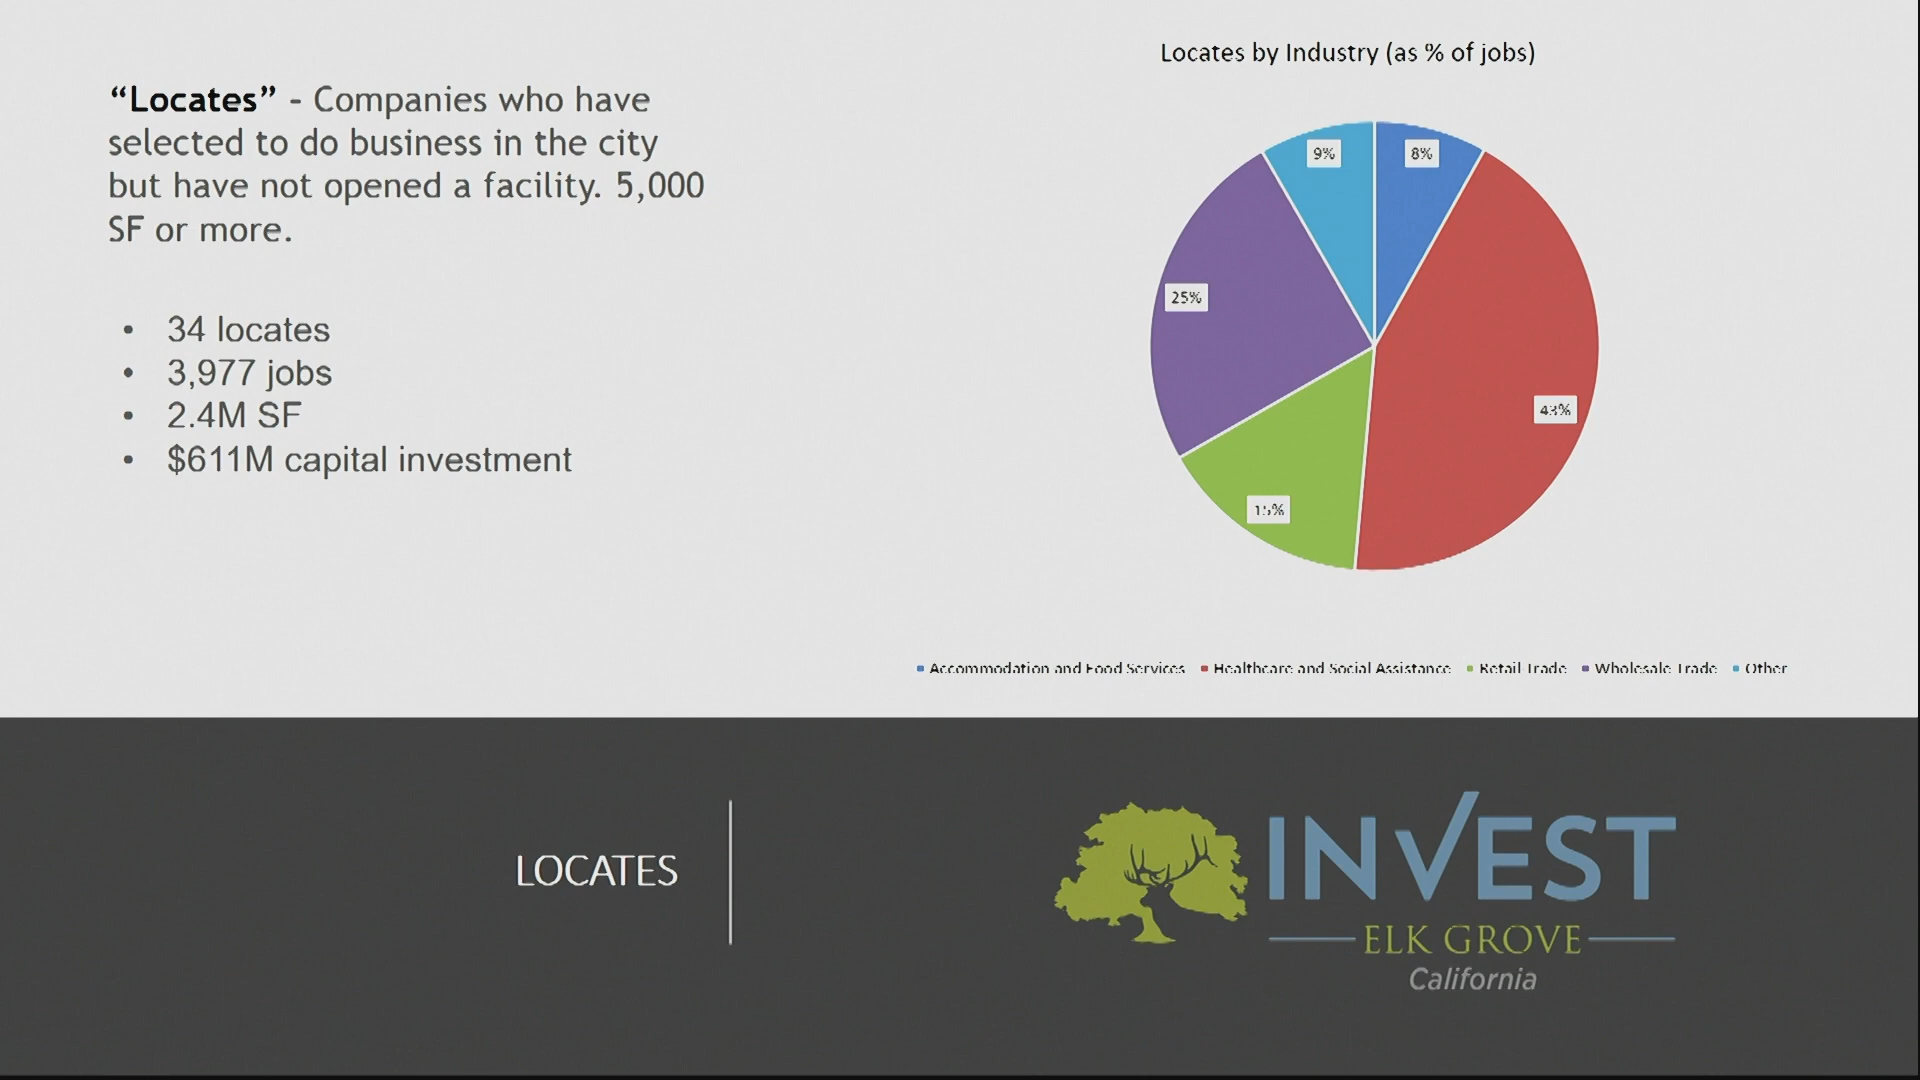 “Locates” - Companies who have
selected to do business in the city
but have not opened a facility. 5,000
SF or more.
• 34 locates
• 3,977 jobs
• 2.4M SF
• $611M capital investment
Locates by Industry (as % of jobs)
9%
8%
25%
43%
15%
Accommodation and Food Services Healthcare and Social Assistance Retail Trade Wholesale Trade Other
LOCATES
INVEST
ELK GROVE
California